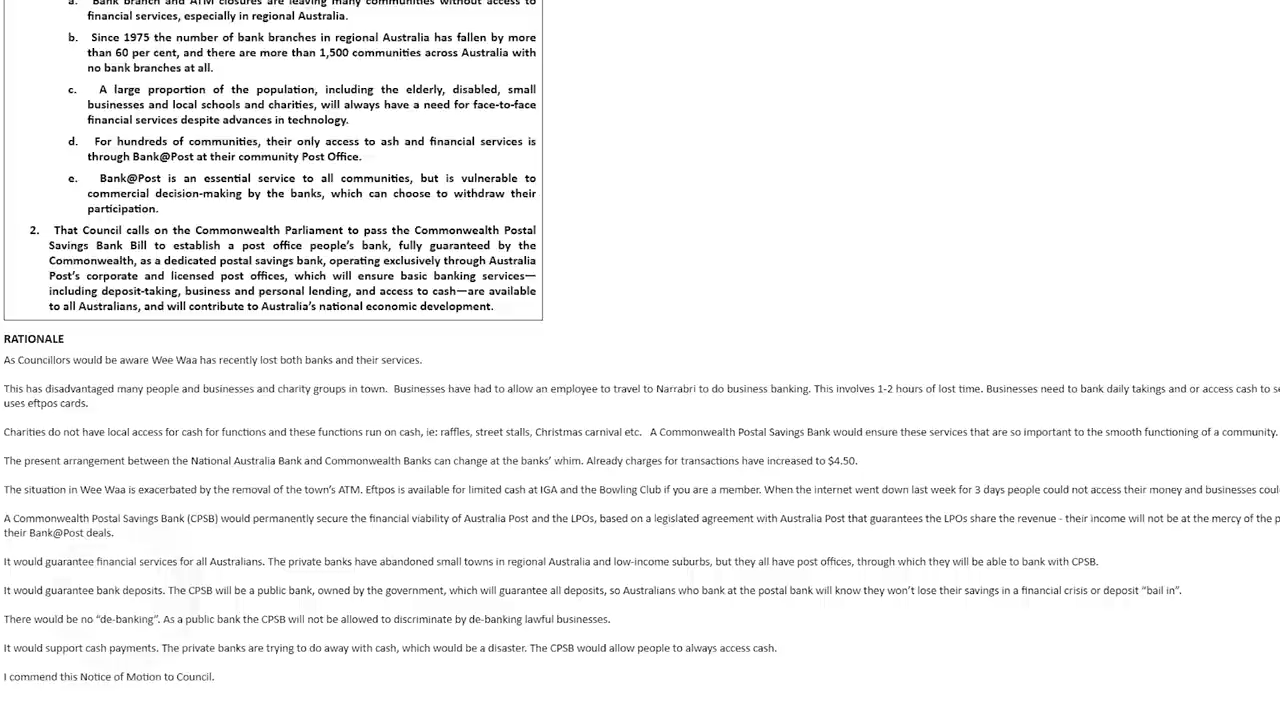 a. Bank branch and ATM closures are leaving many communities without access to
financial services, especially in regional Australia.
b. Since 1975 the number of bank branches in regional Australia has fallen by more
than 60 per cent, and there are more than 1,500 communities across Australia with
no bank branches at all.
c. A large proportion of the population, including the elderly, disabled, small
businesses and local schools and charities, will always have a need for face-to-face
financial services despite advances in technology.
d. For hundreds of communities, their only access to ash and financial services is
through Bank@Post at their community Post Office.
e. Bank@Post is an essential service to all communities, but is vulnerable to
commercial decision-making by the banks, which can choose to withdraw their
participation.
2. That Council calls on the Commonwealth Parliament to pass the Commonwealth Postal
Savings Bank Bill to establish a post office people's bank, fully guaranteed by the
Commonwealth, as a dedicated postal savings bank, operating exclusively through Australia
Post's corporate and licensed post offices, which will ensure basic banking services—
including deposit-taking, business and personal lending, and access to cash—are available
to all Australians, and will contribute to Australia's national economic development.
RATIONALE
As Councillors would be aware Wee Waa has recently lost both banks and their services.
This has disadvantaged many people and businesses and charity groups in town. Businesses have had to allow an employee to travel to Narrabri to do business banking. This involves 1-2 hours of lost time. Businesses need to bank daily takings and or access cash to
uses eftpos cards.
Charities do not have local access for cash for functions and these functions run on cash, ie: raffles, street stalls, Christmas carnival etc. A Commonwealth Postal Savings Bank would ensure these services that are so important to the smooth functioning of a community.
The present arrangement between the National Australia Bank and Commonwealth Banks can change at the banks' whim. Already charges for transactions have increased to $4.50.
The situation in Wee Waa is exacerbated by the removal of the town's ATM. Eftpos is available for limited cash at IGA and the Bowling Club if you are a member. When the internet went down last week for 3 days people could not access their money and businesses
A Commonwealth Postal Savings Bank (CPSB) would permanently secure the financial viability of Australia Post and the LPOs, based on a legislated agreement with Australia Post that guarantees the LPOs share the revenue - their income will not be at the mercy of the
their Bank@Post deals.
It would guarantee financial services for all Australians. The private banks have abandoned small towns in regional Australia and low-income suburbs, but they all have post offices, through which they will be able to bank with CPSB.
It would guarantee bank deposits. The CPSB will be a public bank, owned by the government, which will guarantee all deposits, so Australians who bank at the postal bank will know they won't lose their savings in a financial crisis or deposit "bail in".
There would be no "de-banking". As a public bank the CPSB will not be allowed to discriminate by de-banking lawful businesses.
It would support cash payments. The private banks are trying to do away with cash, which would be a disaster. The CPSB would allow people to always access cash.
I commend this Notice of Motion to Council.